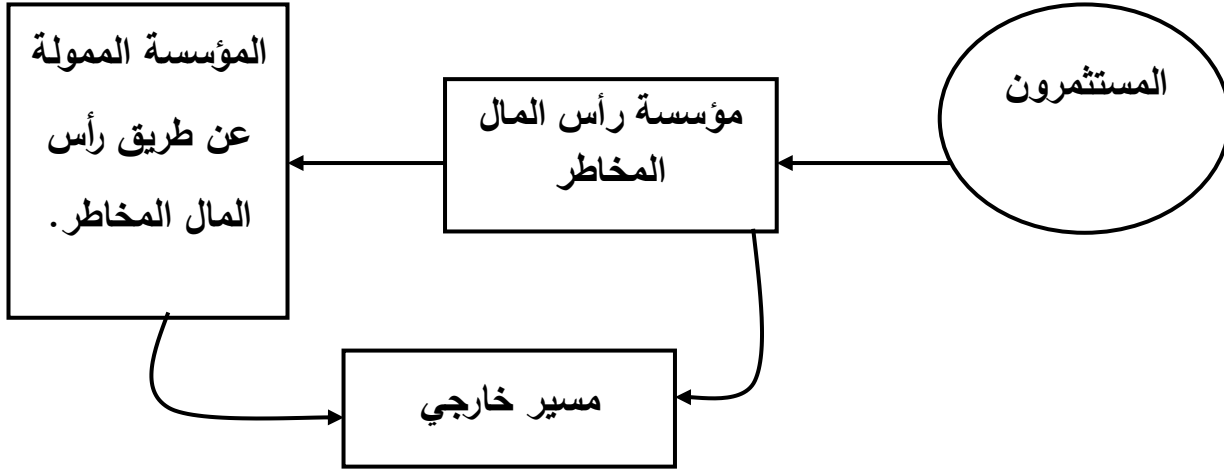 المستثمرون
مؤسسة رأس المال
المخاطر
المؤسسة الممولة
عن طريق رأس
المال المخاطر.
مسير خارجي